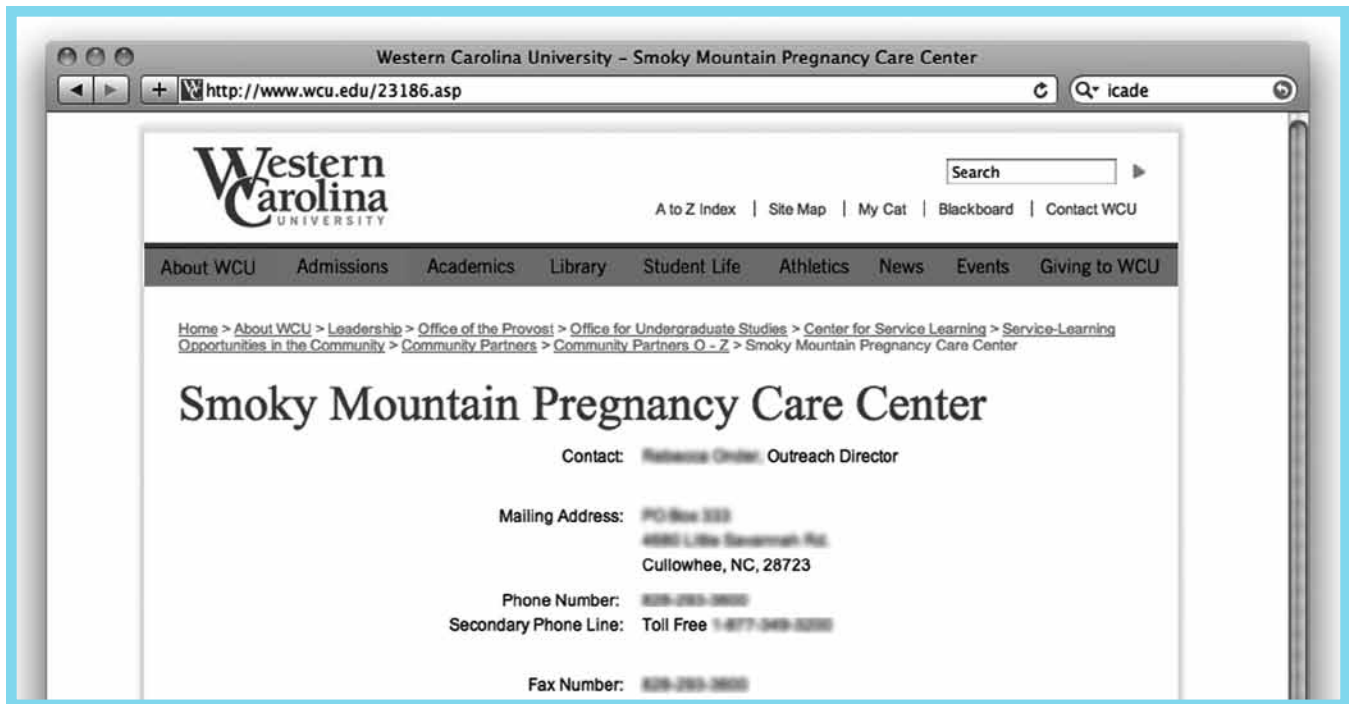 Western Carolina University – Smoky Mountain Pregnancy Care Center
http://www.wcu.edu/23186.asp
icade
Western
Carolina
UNIVERSITY
Search
A to Z Index | Site Map | My Cat | Blackboard | Contact WCU
About WCU Admissions Academics Library Student Life Athletics News Events Giving to WCU
Home > About WCU > Leadership > Office of the Provost > Office for Undergraduate Studies > Center for Service Learning > Service-Learning
Opportunities in the Community > Community Partners > Community Partners O - Z > Smoky Mountain Pregnancy Care Center
Smoky Mountain Pregnancy Care Center
Contact: Outreach Director
Mailing Address:
Cullowhee, NC, 28723
Phone Number:
Secondary Phone Line: Toll Free
Fax Number: